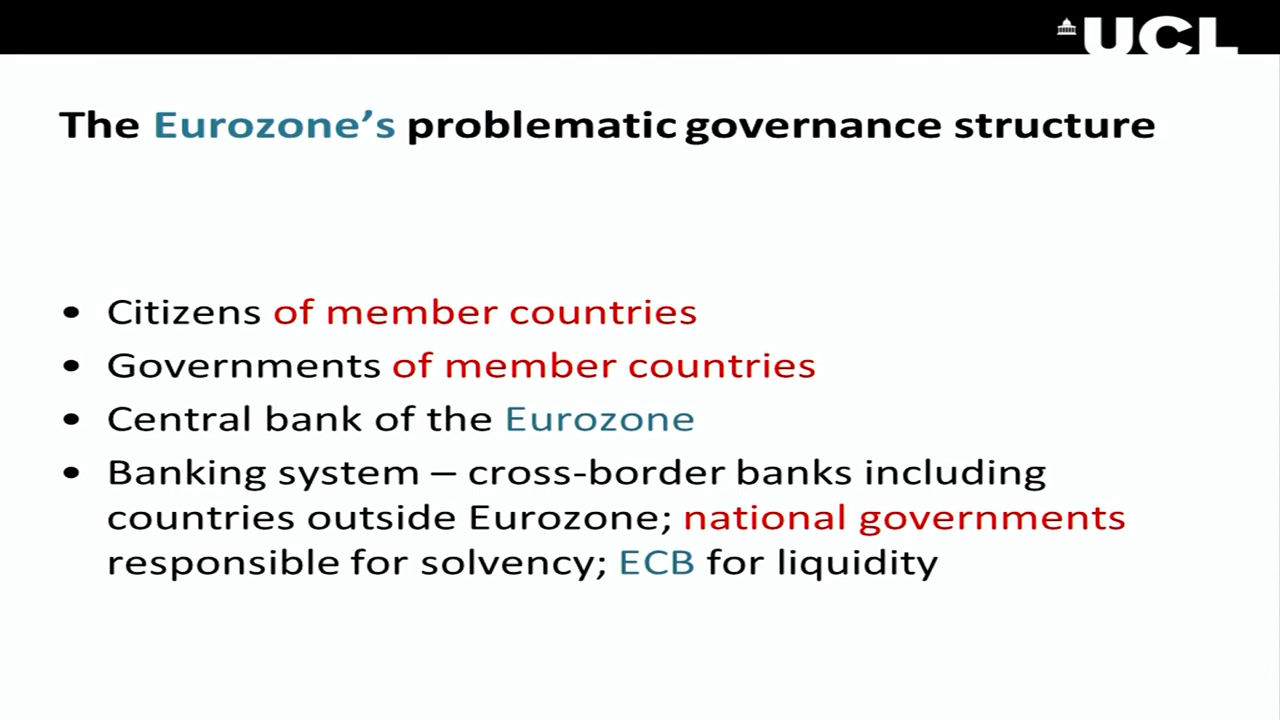 UCL
The Eurozone's problematic governance structure
• Citizens of member countries
• Governments of member countries
• Central bank of the Eurozone
• Banking system – cross-border banks including
countries outside Eurozone; national governments
responsible for solvency; ECB for liquidity